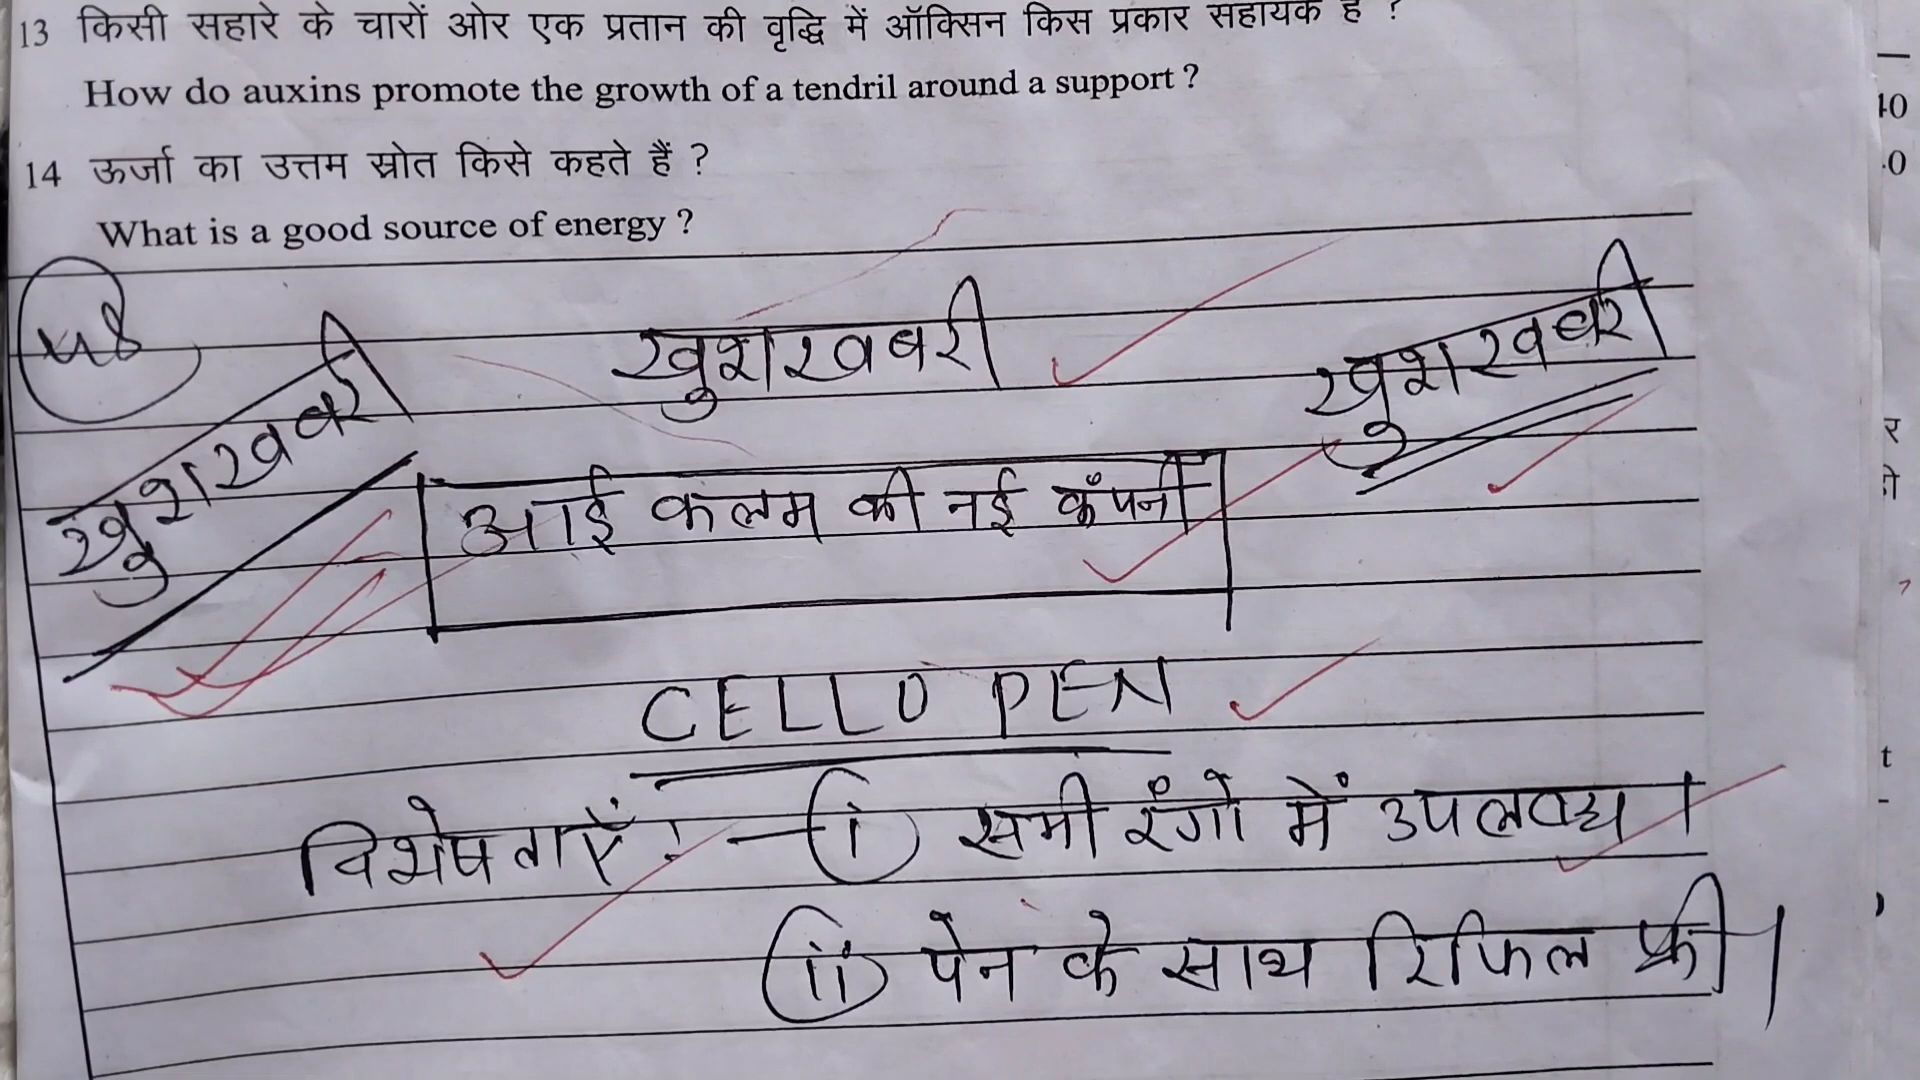 13 किसी सहारे के चारों ओर एक प्रतान की वृद्धि में ऑक्सिन किस प्रकार सहायक है ?
How do auxins promote the growth of a tendril around a support ?
14 ऊर्जा का उत्तम स्रोत किसे कहते हैं ?
What is a good source of energy ?
खुशखबरी खुशखबरी खुशखबरी
आई कलम की नई कँपनी
CELLO PEN
विशेषताएँ :- (i) सभी रंगो में उपलब्ध ।
(ii) पेन के साथ रिफिल फ्री ।